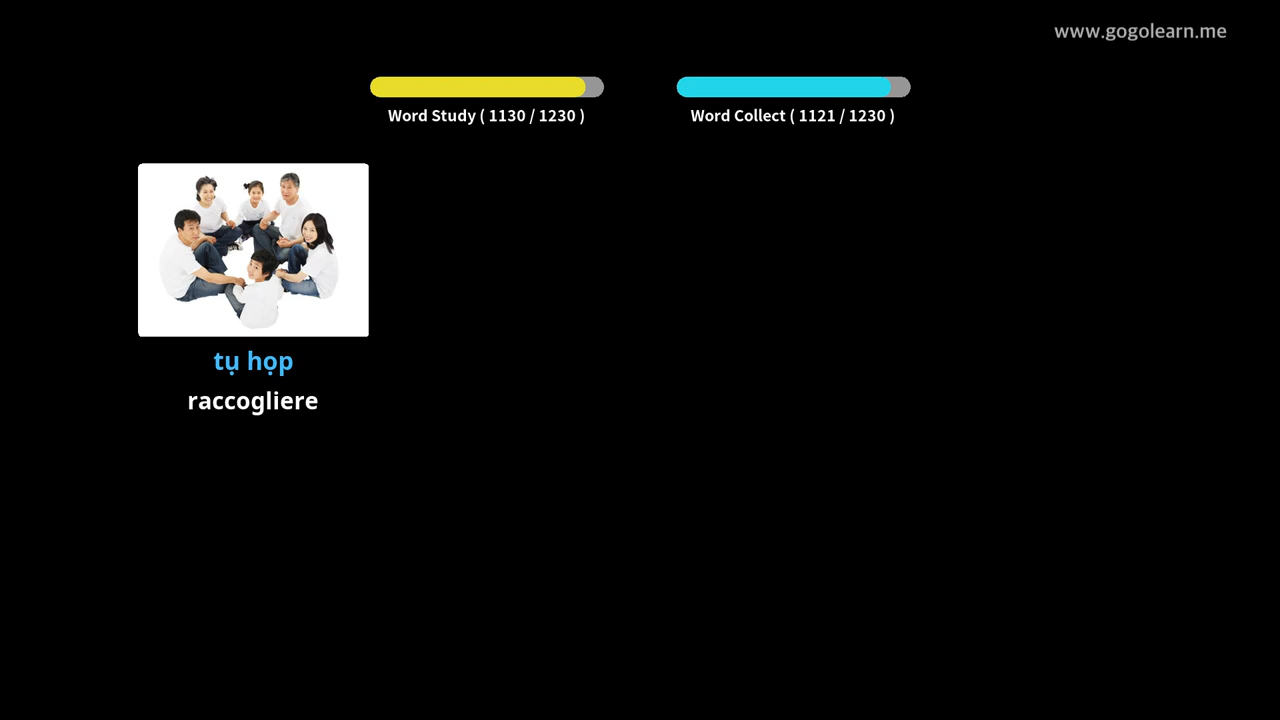 www.gogolearn.me
Word Study ( 1130 / 1230 )
Word Collect ( 1121 / 1230 )
tụ họp
raccogliere